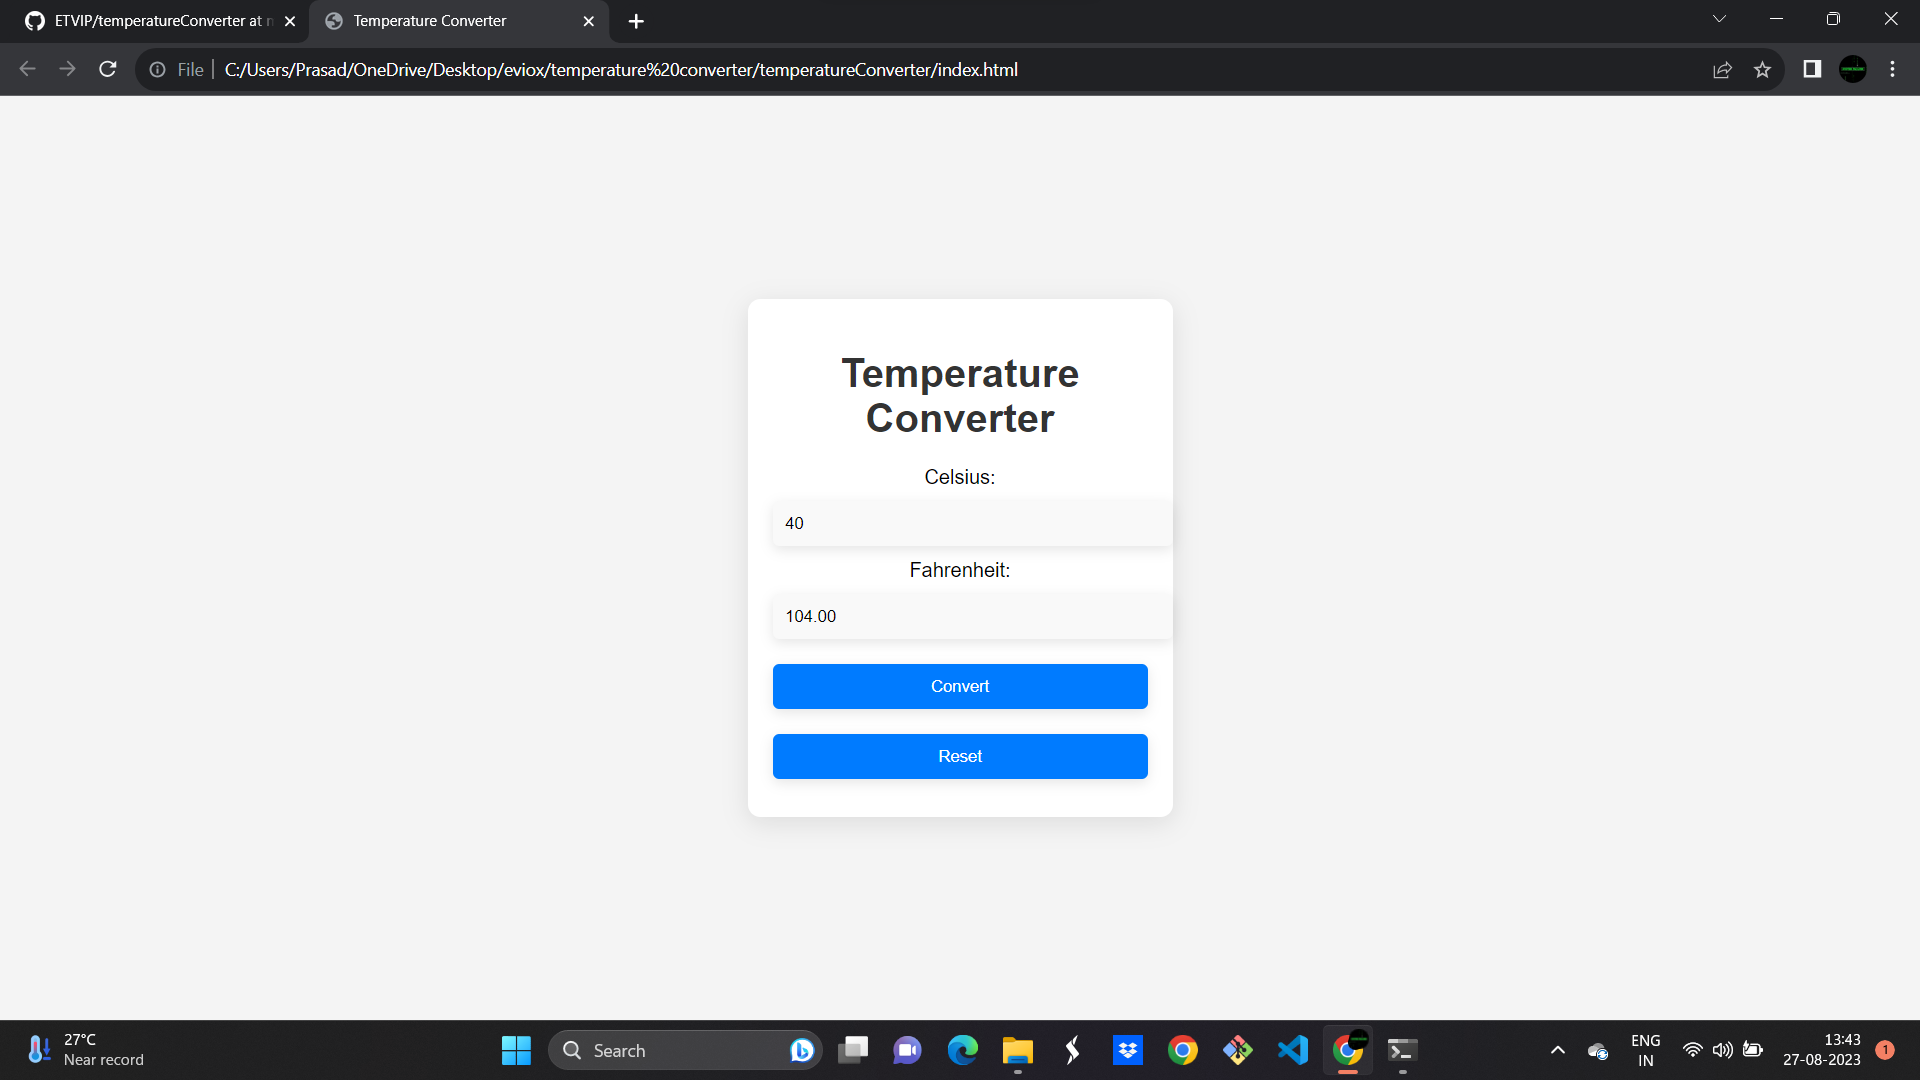 ETVIP/temperatureConverter at
Temperature Converter
File
C:/Users/Prasad/OneDrive/Desktop/eviox/temperature%20converter/temperatureConverter/index.html
Temperature
Converter
Celsius:
40
Fahrenheit:
104.00
Convert
Reset
27°C
Near record
Search
ENG
IN
13:43
27-08-2023
1